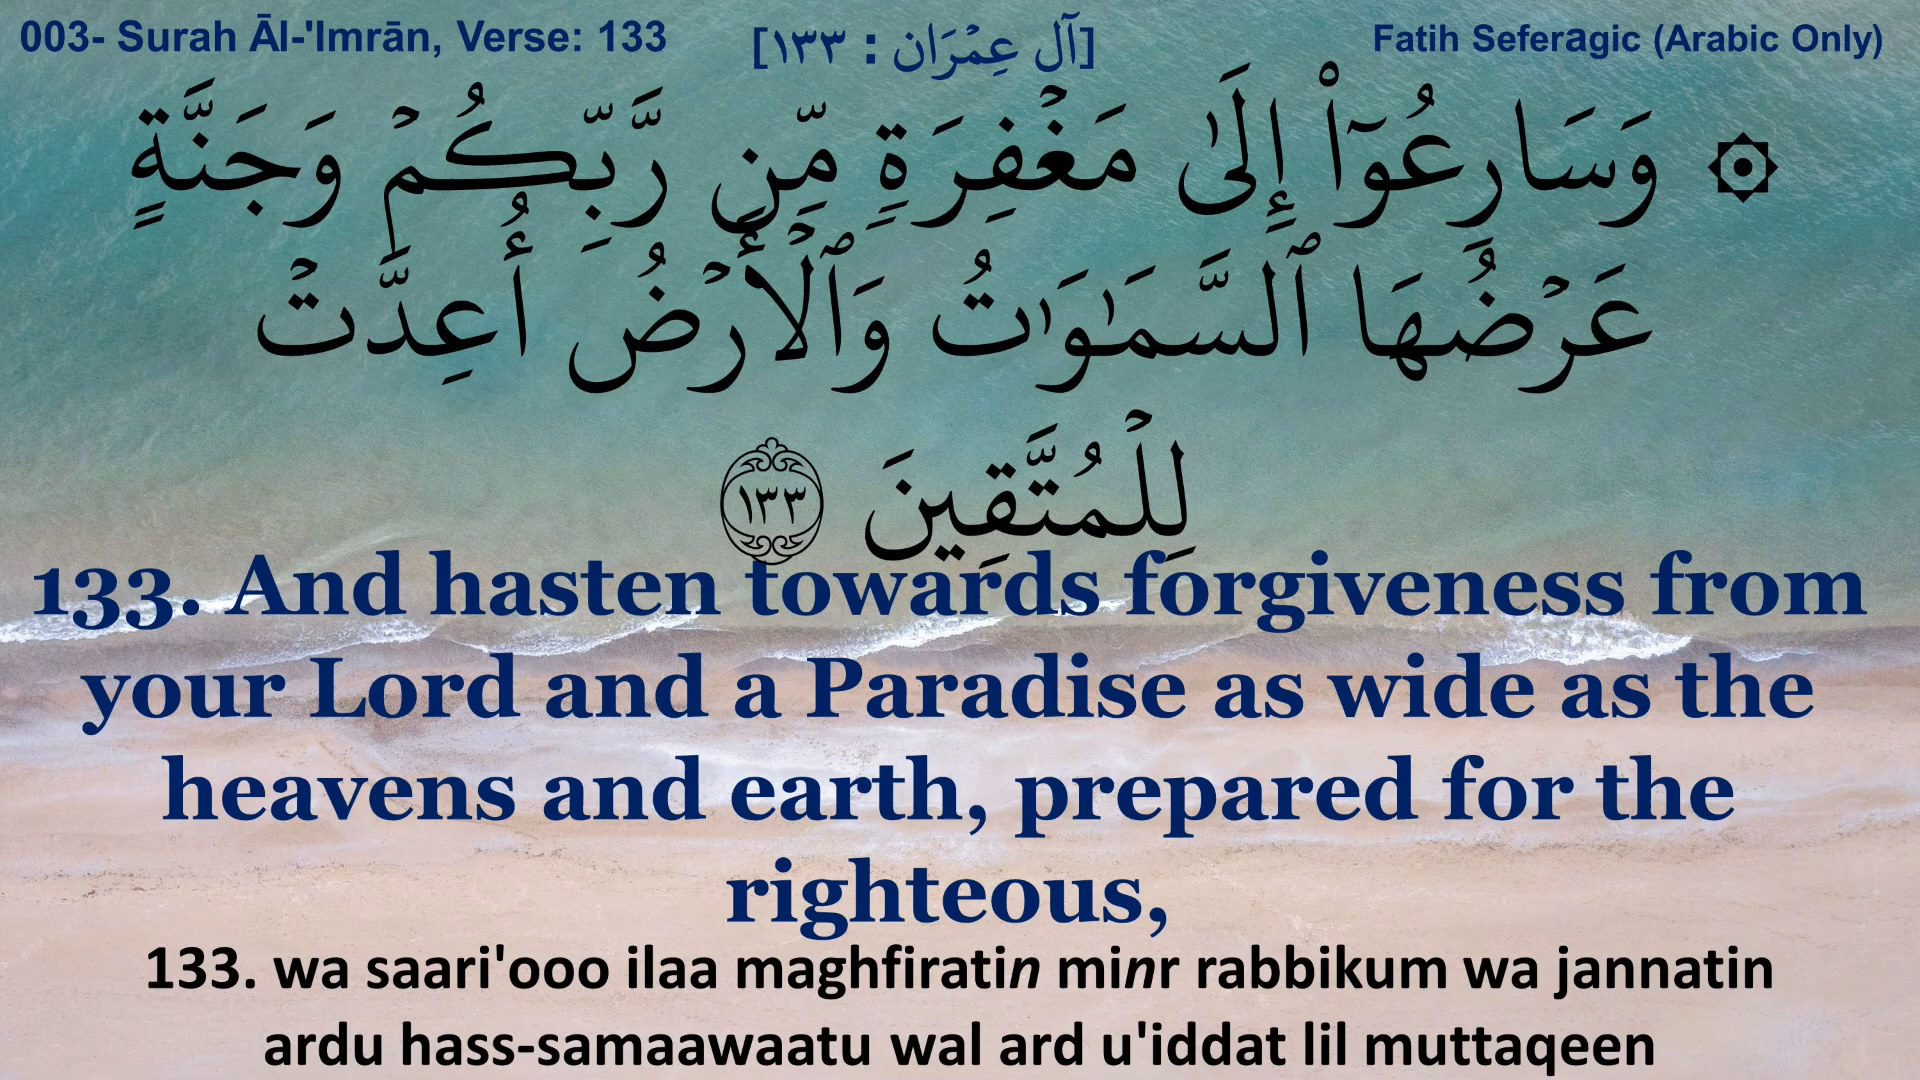 003- Surah Āl-'Imrān, Verse: 133
[آل عِمْرَان : ١٣٣]
Fatih Seferagic (Arabic Only)
۞ وَسَارِعُوٓا۟ إِلَىٰ مَغْفِرَةٍ مِّن رَّبِّكُمْ وَجَنَّةٍ
عَرْضُهَا ٱلسَّمَـٰوَٰتُ وَٱلْأَرْضُ أُعِدَّتْ
لِلْمُتَّقِينَ ١٣٣
133. And hasten towards forgiveness from
your Lord and a Paradise as wide as the
heavens and earth, prepared for the
righteous,
133. wa saari'ooo ilaa maghfiratin minr rabbikum wa jannatin
ardu hass-samaawaatu wal ard u'iddat lil muttaqeen